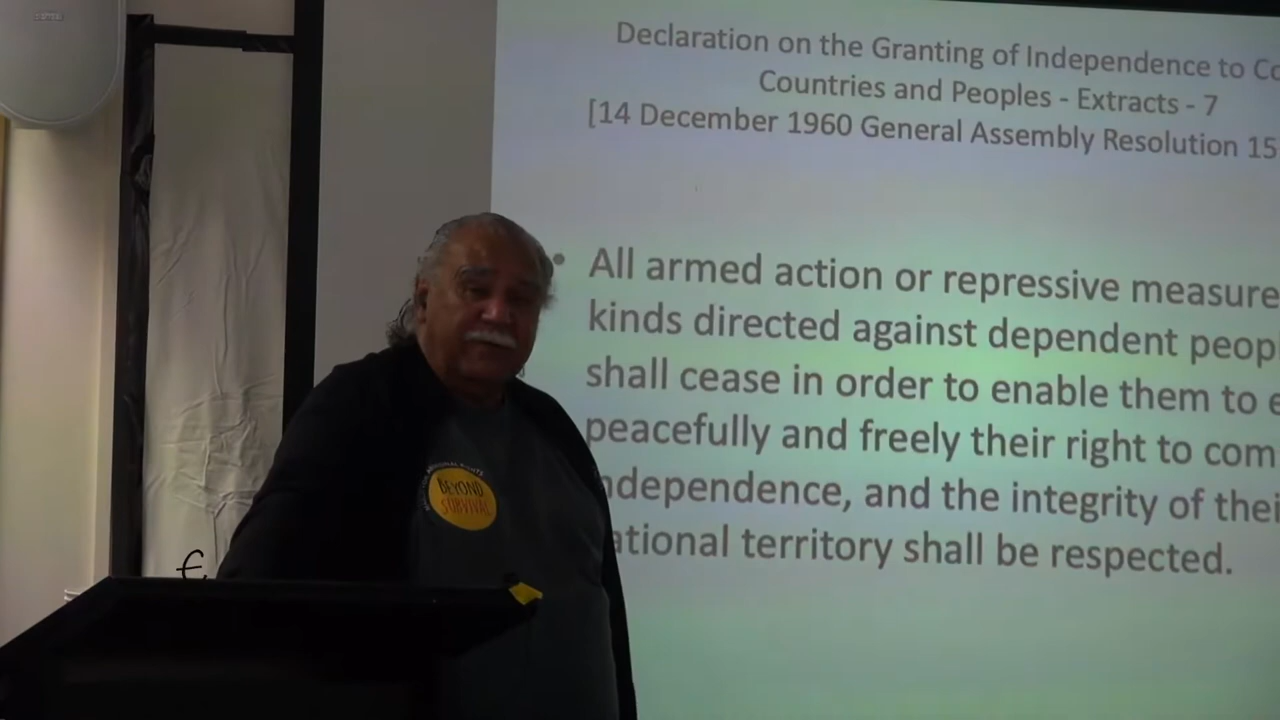 Declaration on the Granting of Independence to Co
Countries and Peoples - Extracts - 7
[14 December 1960 General Assembly Resolution 15
• All armed action or repressive measure
kinds directed against dependent peop
shall cease in order to enable them to e
peacefully and freely their right to com
ndependence, and the integrity of thei
ational territory shall be respected.
BEYOND
SURVIVAL